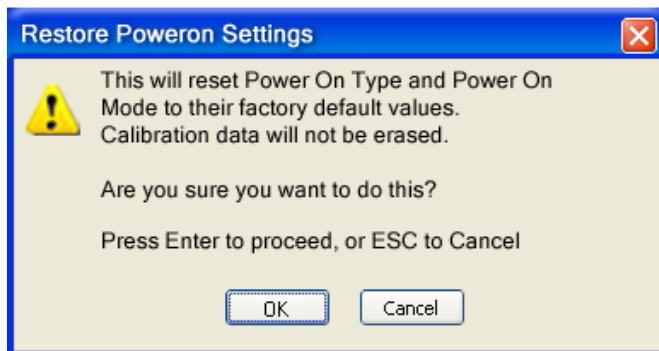 Restore Poweron Settings
This will reset Power On Type and Power On
Mode to their factory default values.
Calibration data will not be erased.
Are you sure you want to do this?
Press Enter to proceed, or ESC to Cancel
OK Cancel